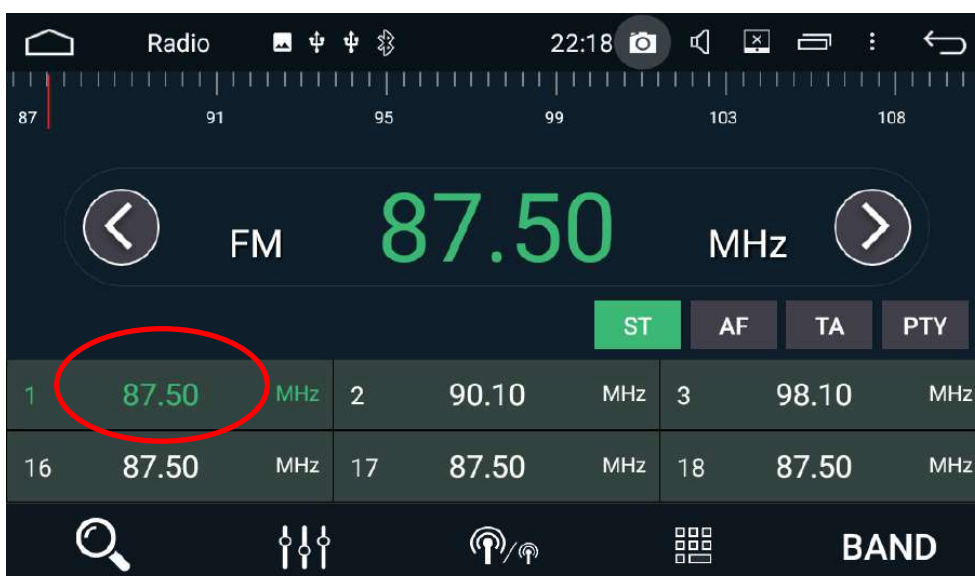 Radio 22:18
87 91 95 99 103 108
FM 87.50 MHz
ST AF TA PTY
1 87.50 MHz 2 90.10 MHz 3 98.10 MHz
16 87.50 MHz 17 87.50 MHz 18 87.50 MHz
BAND